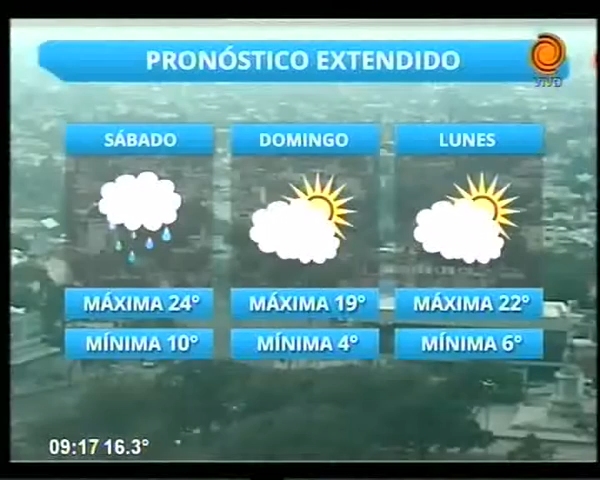 PRONÓSTICO EXTENDIDO
VIVO
SÁBADO DOMINGO LUNES
MÁXIMA 24° MÁXIMA 19° MÁXIMA 22°
MÍNIMA 10° MÍNIMA 4° MÍNIMA 6°
09:17 16.3°